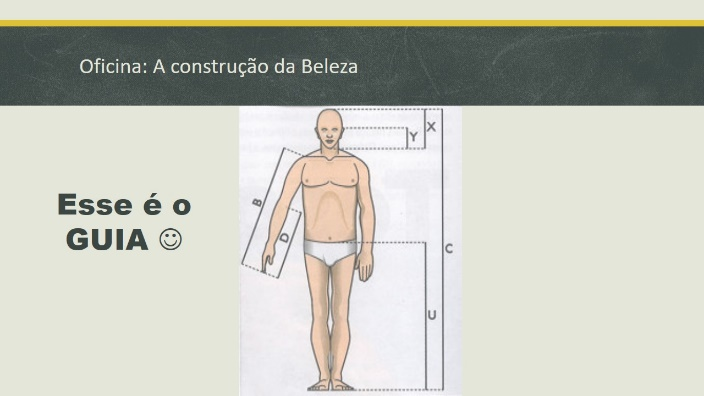 Oficina: A construção da Beleza
Esse é o
GUIA ☺
X
Y
B
D
C
U